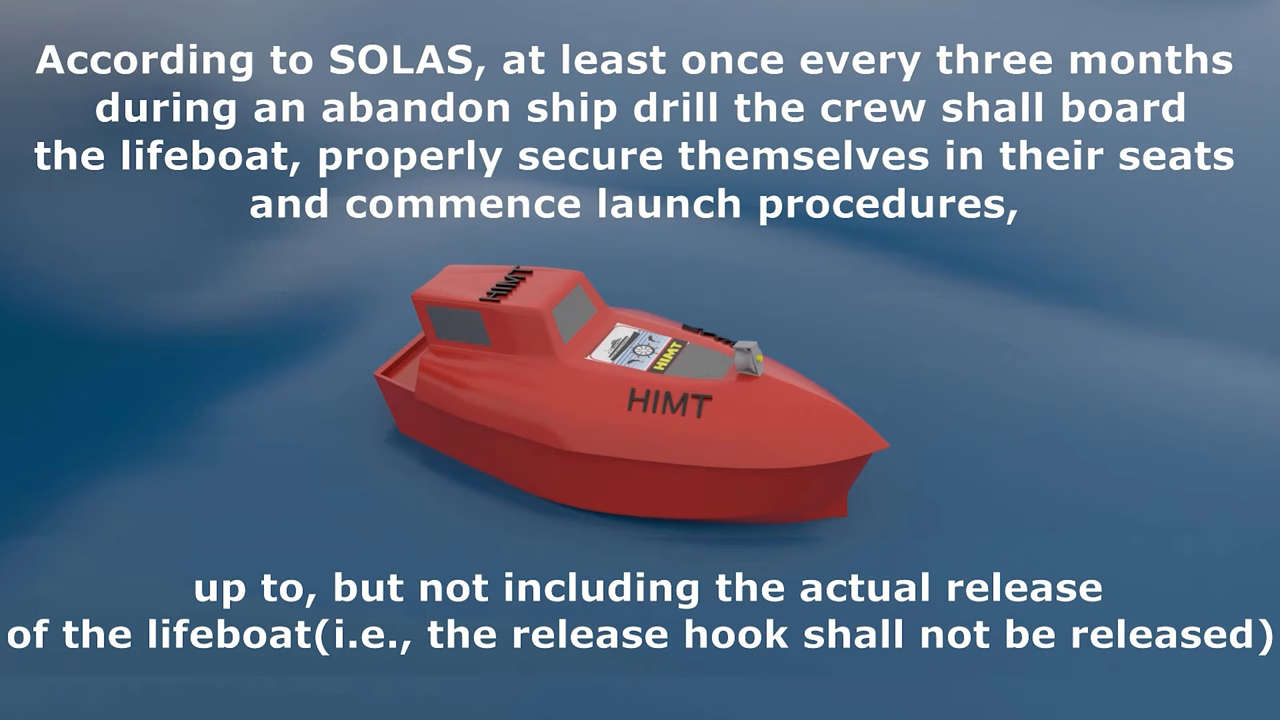 According to SOLAS, at least once every three months
during an abandon ship drill the crew shall board
the lifeboat, properly secure themselves in their seats
and commence launch procedures,
HIMT
HIMT
HIMT
up to, but not including the actual release
of the lifeboat(i.e., the release hook shall not be released)